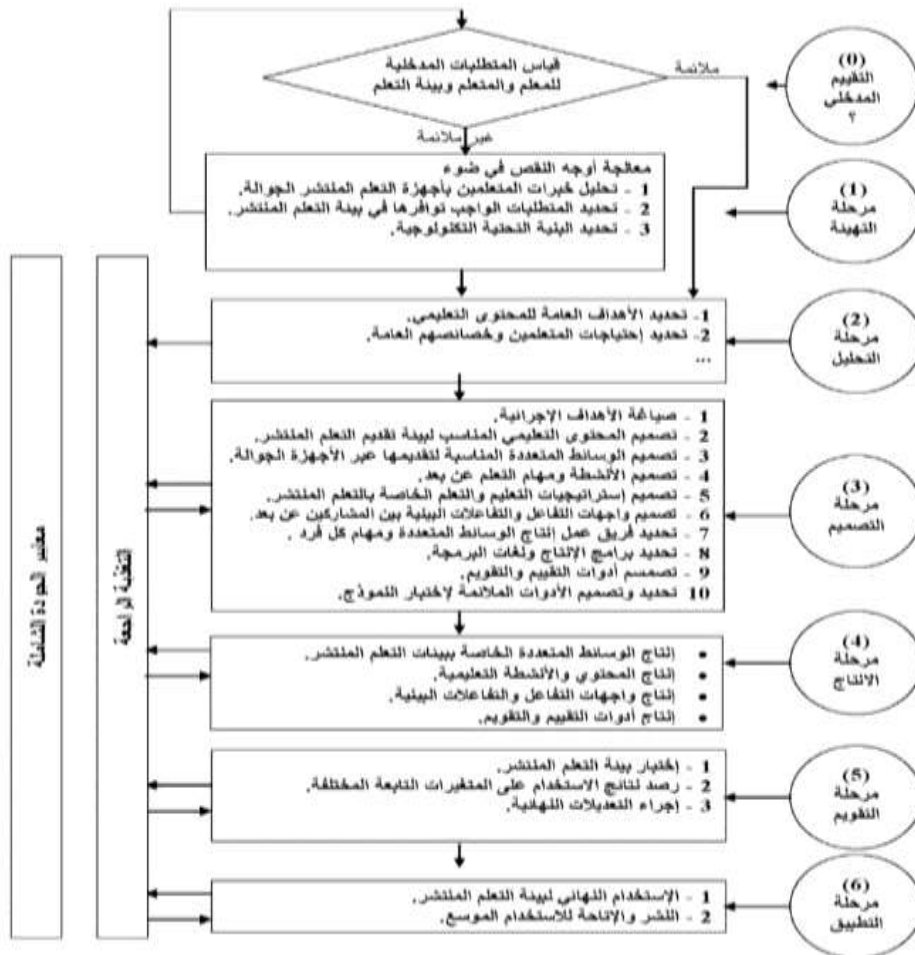 (0)
التقييم
المدخلي
؟
قياس المتطلبات المدخلية
للمعلم والمتعلم وبيئة التعلم
ملائمة
غير ملائمة
(1)
مرحلة
التهيئة
معالجة أوجه النقص في ضوء
1 - تحليل خبرات المتعلمين بأجهزة التعلم المنتشر الجوالة.
2 - تحديد المتطلبات الواجب توافرها في بيئة التعلم المنتشر.
3 - تحديد البنية التحتية التكنولوجية.
(2)
مرحلة
التحليل
1- تحديد الأهداف العامة للمحتوى التعليمي.
2- تحديد إحتياجات المتعلمين وخصائصهم العامة.
...
(3)
مرحلة
التصميم
1 - صياغة الأهداف الإجرائية.
2 - تصميم المحتوى التعليمي المناسب لبيئة تقديم التعلم المنتشر.
3 - تصميم الوسائط المتعددة المناسبة لتقديمها عبر الأجهزة الجوالة.
4 - تصميم الأنشطة ومهام التعلم عن بعد.
5 - تصميم إستراتيجيات التعليم والتعلم الخاصة بالتعلم المنتشر.
6 - تصميم واجهات التفاعل والتفاعلات البينية بين المشاركين عن بعد.
7 - تحديد فريق عمل إنتاج الوسائط المتعددة ومهام كل فرد .
8 - تحديد برامج الإنتاج ولغات البرمجة.
9 - تصمسم أدوات التقييم والتقويم.
10 تحديد وتصميم الأدوات الملائمة لإختبار النموذج.
(4)
مرحلة
الانتاج
• إنتاج الوسائط المتعددة الخاصة ببيئات التعلم المنتشر.
• إنتاج المحتوي والأنشطة التعليمية.
• إنتاج واجهات التفاعل والتفاعلات البينية.
• إنتاج أدوات التقييم والتقويم.
(5)
مرحلة
التقويم
1 - إختبار بيئة التعلم المنتشر.
2 - رصد نتائج الاستخدام على المتغيرات التابعة المختلفة.
3 - إجراء التعديلات النهائية.
(6)
مرحلة
التطبيق
1 - الاستخدام النهائي لبيئة التعلم المنتشر.
2 - النشر والإتاحة للاستخدام الموسع.
التغذية الراجعة
معايير الجودة الشاملة